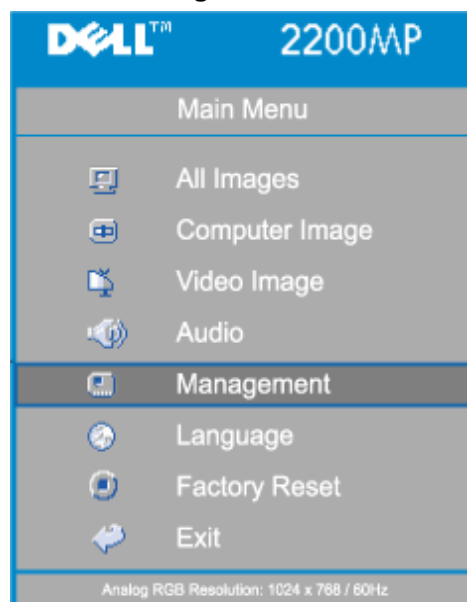 DELL™ 2200MP
Main Menu
All Images
Computer Image
Video Image
Audio
Management
Language
Factory Reset
Exit
Analog RGB Resolution: 1024 x 768 / 60Hz